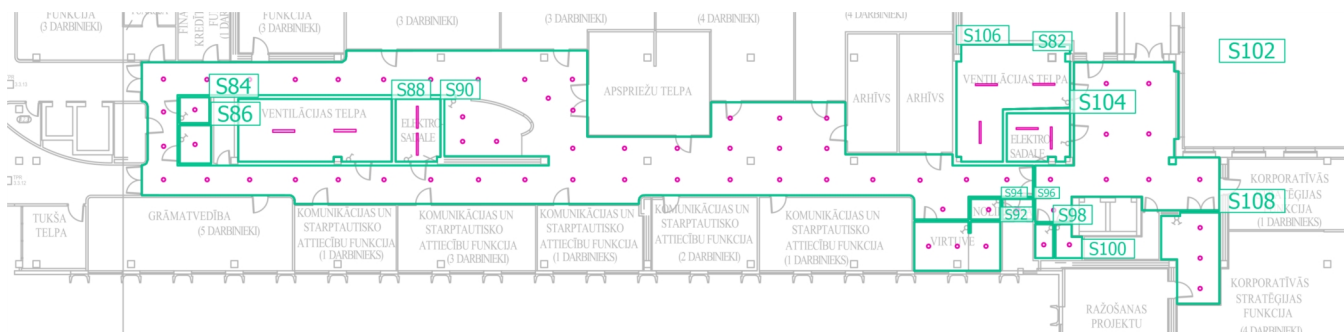 FUNKCIJA
(3 DARBINIEKI)
FUNKCIJA
(3 DARBINIEKI)
(3 DARBINIEKI)
(3 DARBINIEKI)
(4 DARBINIEKI)
(4 DARBINIEKI)
S106
S82
S102
S84
S86
S88
S90
VENTILĀCIJAS TELPA
ELEKTRO
SADALE
APSPRIEŽU TELPA
ARHĪVS
ARHĪVS
VENTILĀCIJAS TELPA
S104
ELEKTRO
SADALE
S94
S96
S92
S98
S100
S108
TUKŠA
TELPA
GRĀMATVEDĪBA
(5 DARBINIEKI)
KOMUNIKĀCIJAS UN
STARPTAUTISKO
ATTIECĪBU FUNKCIJA
(1 DARBINIEKS)
KOMUNIKĀCIJAS UN
STARPTAUTISKO
ATTIECĪBU FUNKCIJA
(3 DARBINIEKI)
KOMUNIKĀCIJAS UN
STARPTAUTISKO
ATTIECĪBU FUNKCIJA
(1 DARBINIEKS)
KOMUNIKĀCIJAS UN
STARPTAUTISKO
ATTIECĪBU FUNKCIJA
(2 DARBINIEKI)
KOMUNIKĀCIJAS UN
STARPTAUTISKO
ATTIECĪBU FUNKCIJA
(1 DARBINIEKS)
VIRTUVE
KORPORATĪVĀS
STRATĒĢIJAS
FUNKCIJA
(1 DARBINIEKS)
KORPORATĪVĀS
STRATĒĢIJAS
FUNKCIJA
(4 DARBINIEKI)
RAŽOŠANAS
PROJEKTU